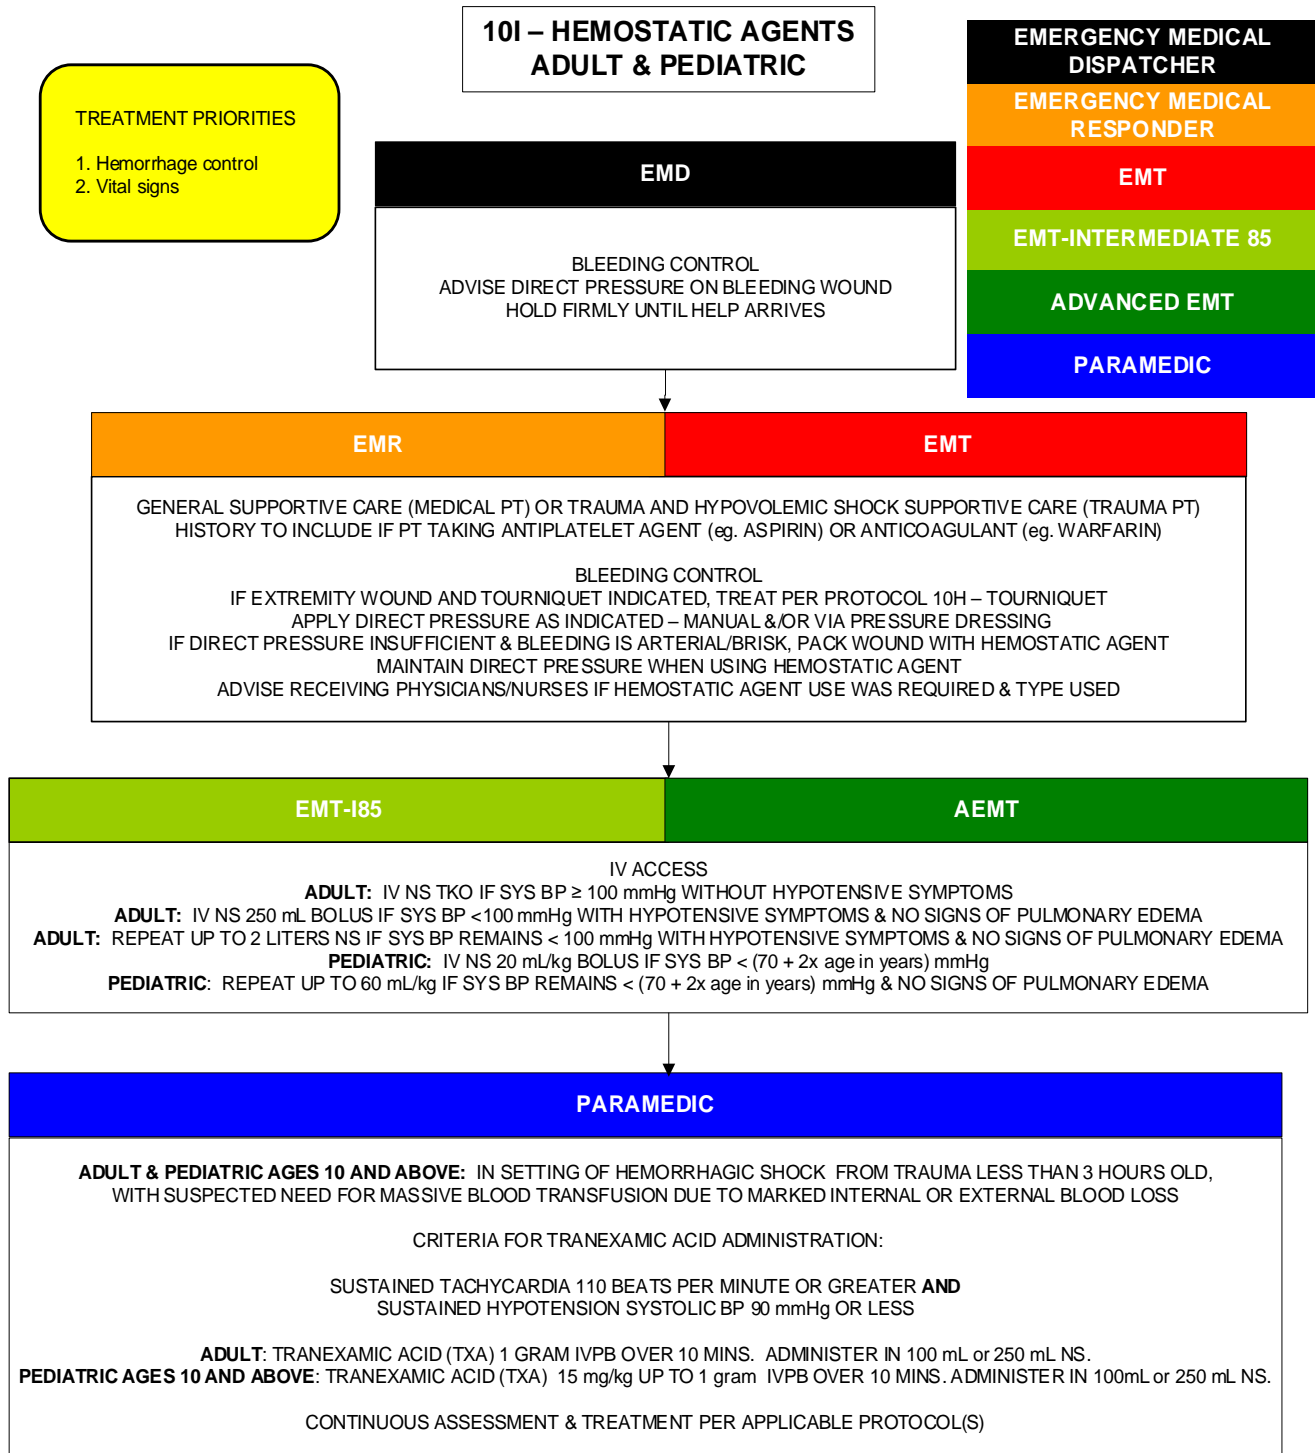 10I – HEMOSTATIC AGENTS
ADULT & PEDIATRIC
TREATMENT PRIORITIES
1. Hemorrhage control
2. Vital signs
EMERGENCY MEDICAL
DISPATCHER
EMERGENCY MEDICAL
RESPONDER
EMT
EMT-INTERMEDIATE 85
ADVANCED EMT
PARAMEDIC
EMD
BLEEDING CONTROL
ADVISE DIRECT PRESSURE ON BLEEDING WOUND
HOLD FIRMLY UNTIL HELP ARRIVES
EMR
EMT
GENERAL SUPPORTIVE CARE (MEDICAL PT) OR TRAUMA AND HYPOVOLEMIC SHOCK SUPPORTIVE CARE (TRAUMA PT)
HISTORY TO INCLUDE IF PT TAKING ANTIPLATELET AGENT (eg. ASPIRIN) OR ANTICOAGULANT (eg. WARFARIN)
BLEEDING CONTROL
IF EXTREMITY WOUND AND TOURNIQUET INDICATED, TREAT PER PROTOCOL 10H – TOURNIQUET
APPLY DIRECT PRESSURE AS INDICATED – MANUAL &/OR VIA PRESSURE DRESSING
IF DIRECT PRESSURE INSUFFICIENT & BLEEDING IS ARTERIAL/BRISK, PACK WOUND WITH HEMOSTATIC AGENT
MAINTAIN DIRECT PRESSURE WHEN USING HEMOSTATIC AGENT
ADVISE RECEIVING PHYSICIANS/NURSES IF HEMOSTATIC AGENT USE WAS REQUIRED & TYPE USED
EMT-I85
AEMT
IV ACCESS
ADULT: IV NS TKO IF SYS BP ≥ 100 mmHg WITHOUT HYPOTENSIVE SYMPTOMS
ADULT: IV NS 250 mL BOLUS IF SYS BP <100 mmHg WITH HYPOTENSIVE SYMPTOMS & NO SIGNS OF PULMONARY EDEMA
ADULT: REPEAT UP TO 2 LITERS NS IF SYS BP REMAINS < 100 mmHg WITH HYPOTENSIVE SYMPTOMS & NO SIGNS OF PULMONARY EDEMA
PEDIATRIC: IV NS 20 mL/kg BOLUS IF SYS BP < (70 + 2x age in years) mmHg
PEDIATRIC: REPEAT UP TO 60 mL/kg IF SYS BP REMAINS < (70 + 2x age in years) mmHg & NO SIGNS OF PULMONARY EDEMA
PARAMEDIC
ADULT & PEDIATRIC AGES 10 AND ABOVE: IN SETTING OF HEMORRHAGIC SHOCK FROM TRAUMA LESS THAN 3 HOURS OLD,
WITH SUSPECTED NEED FOR MASSIVE BLOOD TRANSFUSION DUE TO MARKED INTERNAL OR EXTERNAL BLOOD LOSS
CRITERIA FOR TRANEXAMIC ACID ADMINISTRATION:
SUSTAINED TACHYCARDIA 110 BEATS PER MINUTE OR GREATER AND
SUSTAINED HYPOTENSION SYSTOLIC BP 90 mmHg OR LESS
ADULT: TRANEXAMIC ACID (TXA) 1 GRAM IVPB OVER 10 MINS. ADMINISTER IN 100 mL or 250 mL NS.
PEDIATRIC AGES 10 AND ABOVE: TRANEXAMIC ACID (TXA) 15 mg/kg UP TO 1 gram IVPB OVER 10 MINS. ADMINISTER IN 100mL or 250 mL NS.
CONTINUOUS ASSESSMENT & TREATMENT PER APPLICABLE PROTOCOL(S)